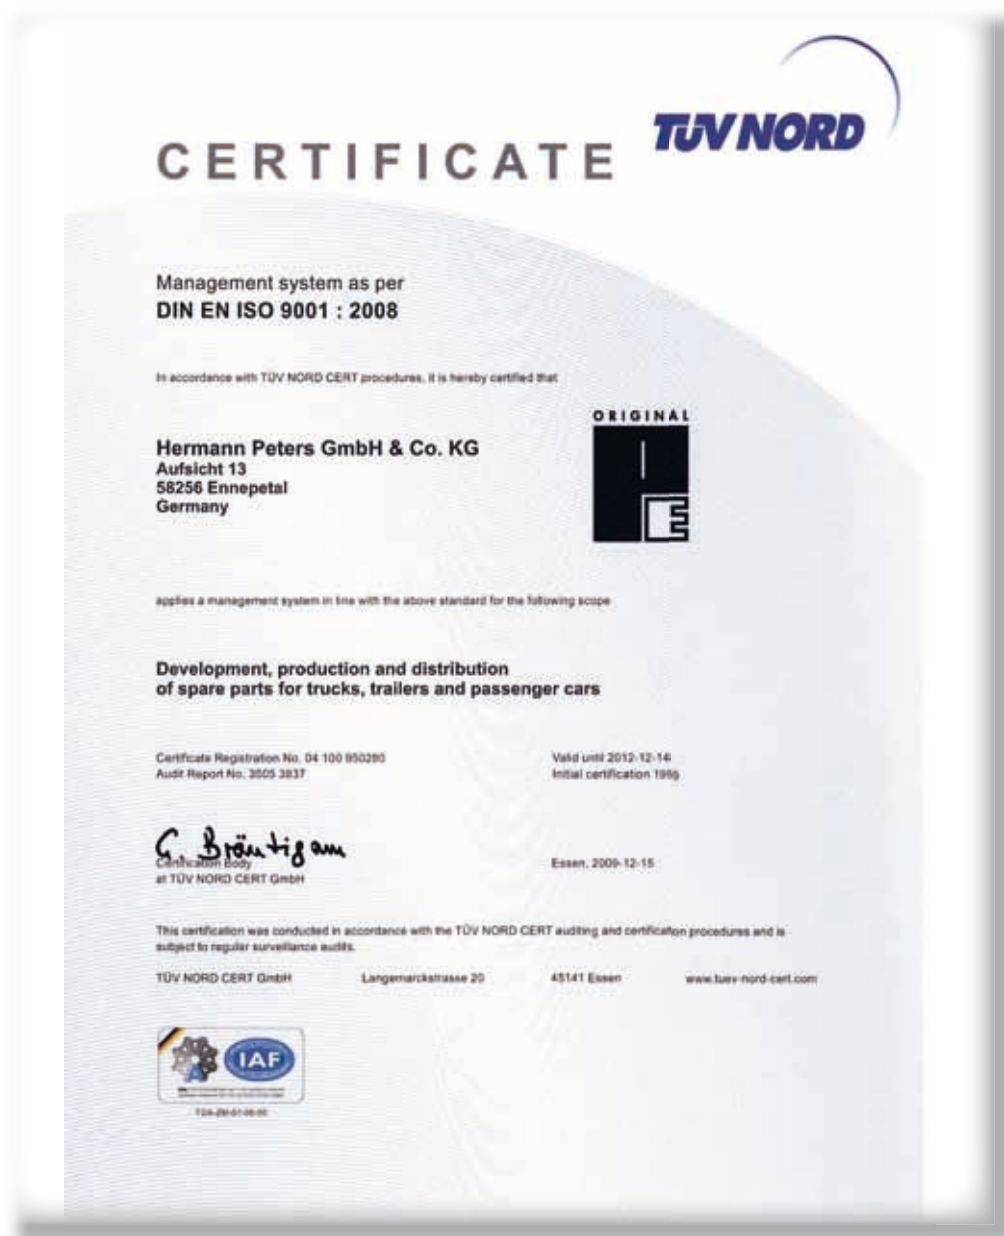 TÜV NORD
CERTIFICATE
Management system as per
DIN EN ISO 9001 : 2008
In accordance with TÜV NORD CERT procedures, it is hereby certified that
ORIGINAL
PE
Hermann Peters GmbH & Co. KG
Aufsicht 13
58256 Ennepetal
Germany
applies a management system in line with the above standard for the following scope
Development, production and distribution
of spare parts for trucks, trailers and passenger cars
Certificate Registration No. 04 100 950280
Audit Report No. 3505 3837
Valid until 2012-12-14
Initial certification
G. Bräutigam
Certification Body
at TÜV NORD CERT GmbH
Essen, 2009-12-15
This certification was conducted in accordance with the TÜV NORD CERT auditing and certification procedures and is
subject to regular surveillance audits.
TÜV NORD CERT GmbH Langemarckstrasse 20 45141 Essen www.tuev-nord-cert.com
IAF